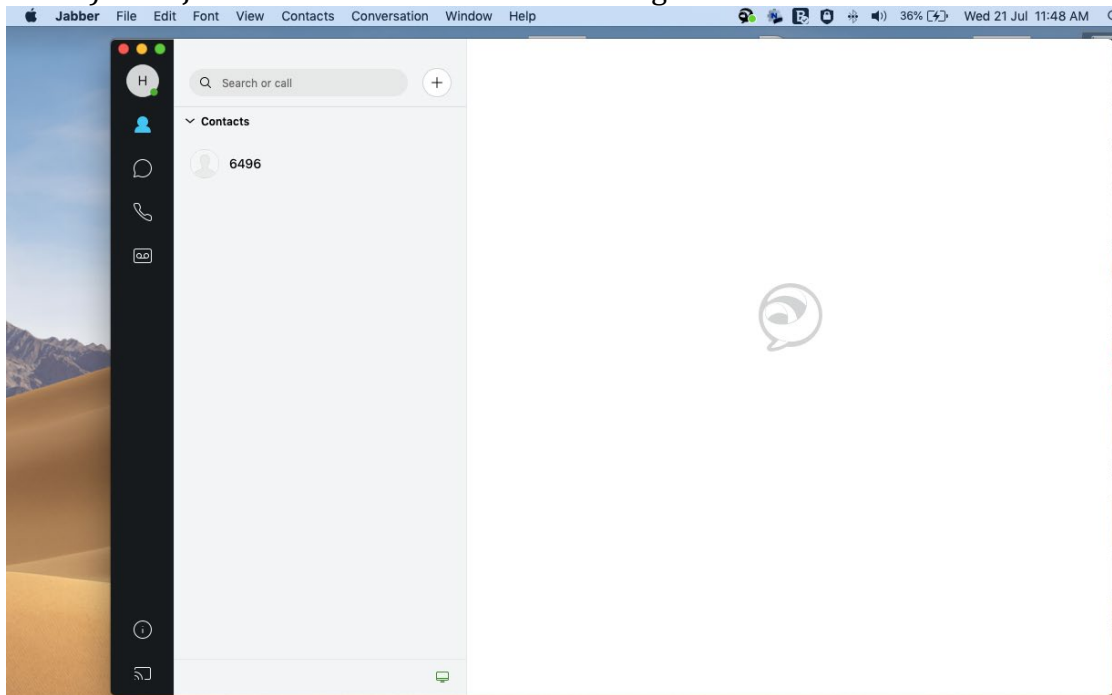 Jabber File Edit Font View Contacts Conversation Window Help 36% Wed 21 Jul 11:48 AM
H
Search or call
Contacts
6496